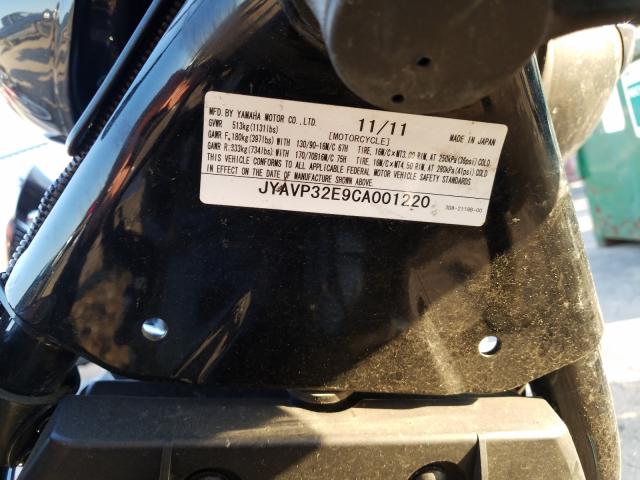 MFD. BY YAMAHA MOTOR CO., LTD. 11/11 MADE IN JAPAN
GVWR 513kg(1131lbs) [MOTORCYCLE]
GAWR F. 180kg(397lbs) WITH 130/90-16M/C 67H TIRE, 16M/C×MT3.00 RIM, AT 250kPa(36psi) COLD
GAWR R: 333kg(734lbs) WITH 170/70B16M/C 75H TIRE, 16M/C×MT4.50 RIM, AT 280kPa(41psi) COLD
THIS VEHICLE CONFORMS TO ALL APPLICABLE FEDERAL MOTOR VEHICLE SAFETY STANDARDS
IN EFFECT ON THE DATE OF MANUFACTURE SHOWN ABOVE.
JYAVP32E9CA001220